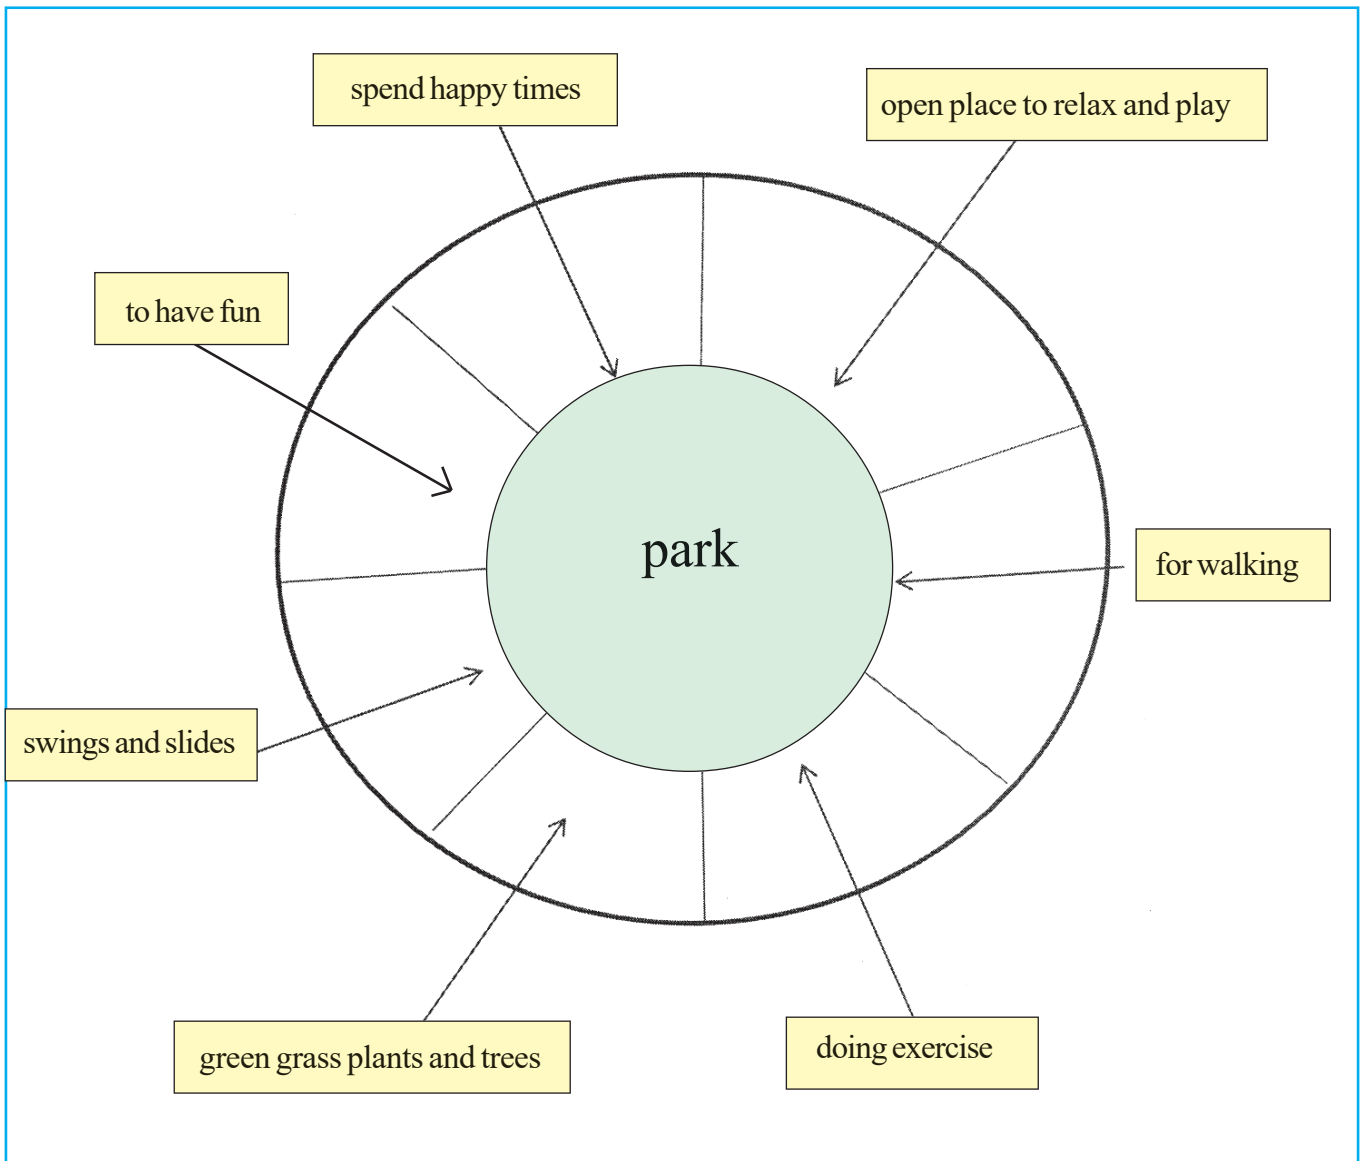 spend happy times
open place to relax and play
to have fun
park
for walking
swings and slides
green grass plants and trees
doing exercise